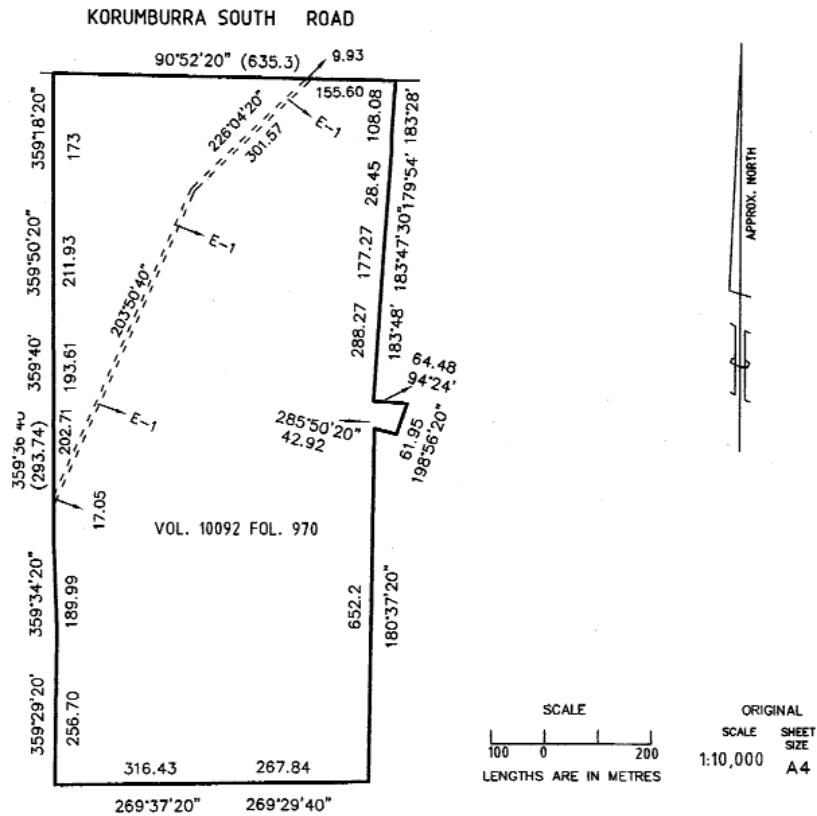 KORUMBURRA SOUTH ROAD
90°52'20" (635.3)
9.93
155.60
359°18'20"
173
226°04'20"
301.57
E-1
108.08
183°28'
28.45
179°54'
359°50'20"
211.93
E-1
203°50'40"
177.27
183°47'30"
288.27
183°48'
359°40'
193.61
64.48
94°24'
E-1
285°50'20"
42.92
61.95
198°56'20"
359°36'40
(293.74)
202.71
17.05
VOL. 10092 FOL. 970
359°34'20"
189.99
652.2
180°37'20"
359°29'20"
256.70
316.43
267.84
269°37'20"
269°29'40"
APPROX. NORTH
SCALE
100 0 200
LENGTHS ARE IN METRES
ORIGINAL
SCALE
SHEET
SIZE
1:10,000
A4